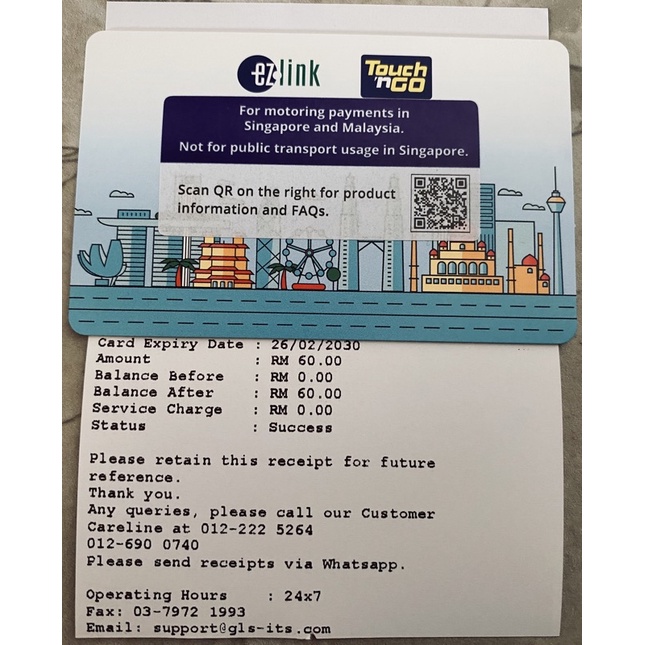 ez-link
Touch 'nGO
For motoring payments in
Singapore and Malaysia.
Not for public transport usage in Singapore.
Scan QR on the right for product
information and FAQs.
Card Expiry Date : 26/02/2030
Amount : RM 60.00
Balance Before : RM 0.00
Balance After : RM 60.00
Service Charge : RM 0.00
Status : Success
Please retain this receipt for future
reference.
Thank you.
Any queries, please call our Customer
Careline at 012-222 5264
012-690 0740
Please send receipts via Whatsapp.
Operating Hours : 24x7
Fax: 03-7972 1993
Email: support@gls-its.com